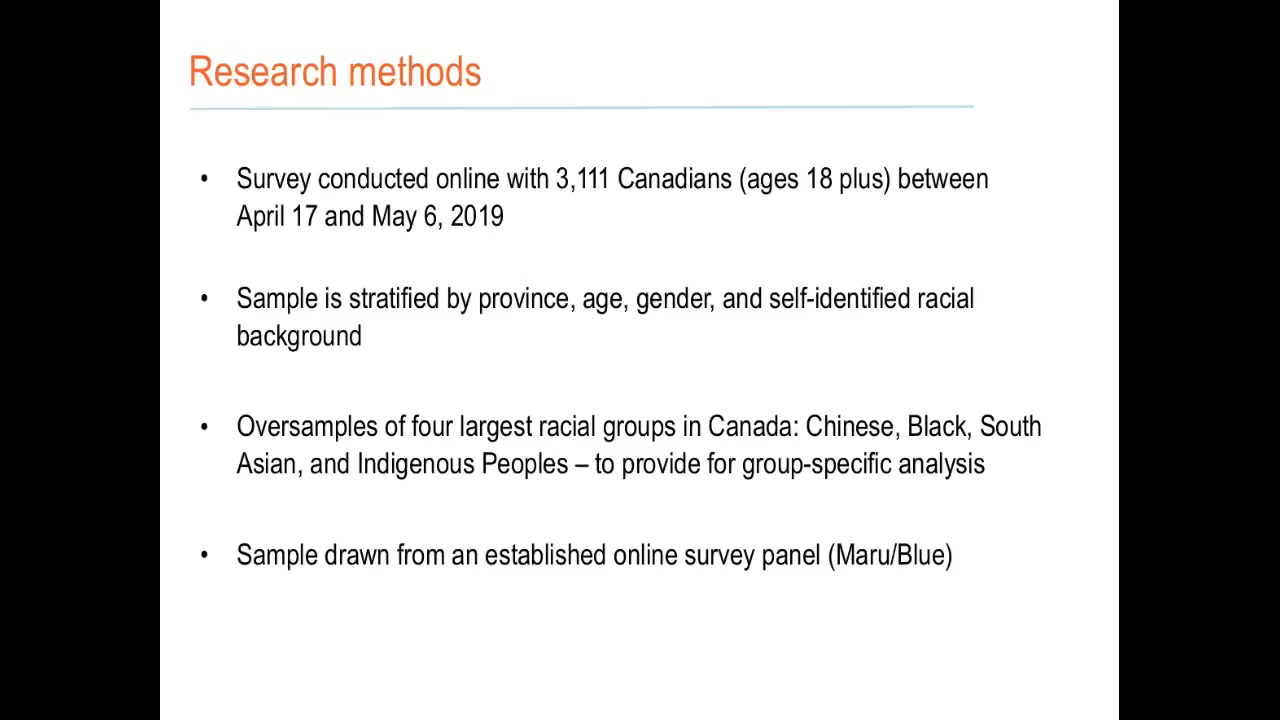 Research methods
• Survey conducted online with 3,111 Canadians (ages 18 plus) between
April 17 and May 6, 2019
• Sample is stratified by province, age, gender, and self-identified racial
background
• Oversamples of four largest racial groups in Canada: Chinese, Black, South
Asian, and Indigenous Peoples – to provide for group-specific analysis
• Sample drawn from an established online survey panel (Maru/Blue)